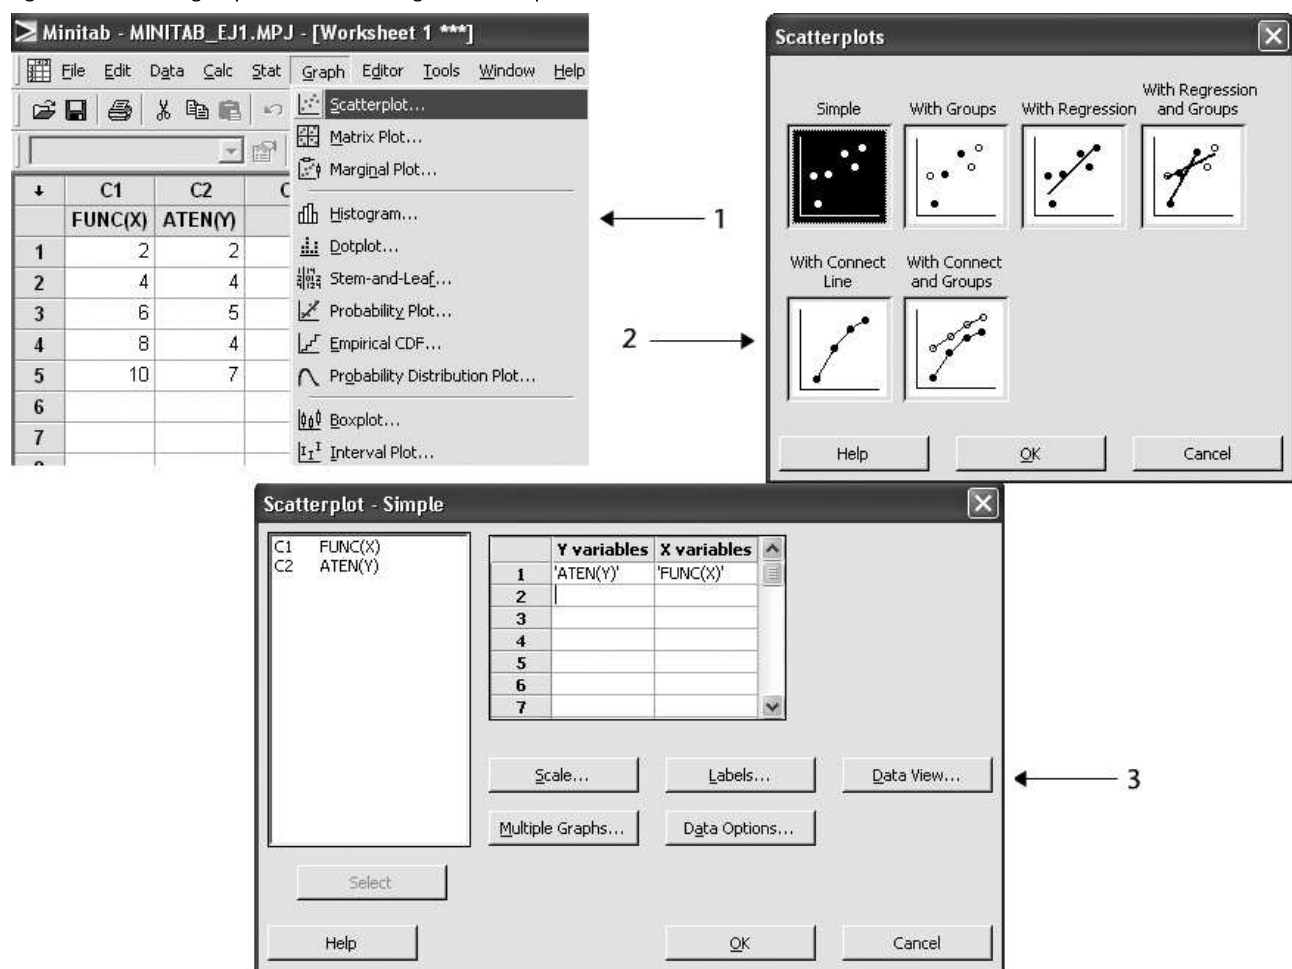 Minitab - MINITAB_EJ1.MPJ - [Worksheet 1 ***]
File Edit Data Calc Stat Graph Editor Tools Window Help
Scatterplot...
Matrix Plot...
Marginal Plot...
Histogram...
Dotplot...
Stem-and-Leaf...
Probability Plot...
Empirical CDF...
Probability Distribution Plot...
Boxplot...
Interval Plot...
↓ C1 C2 C
FUNC(X) ATEN(Y)
1 2 2
2 4 4
3 6 5
4 8 4
5 10 7
6
7
1
Scatterplots
Simple With Groups With Regression With Regression and Groups
With Connect Line With Connect and Groups
Help OK Cancel
2
Scatterplot - Simple
C1 FUNC(X)
C2 ATEN(Y)
Y variables X variables
1 'ATEN(Y)' 'FUNC(X)'
2
3
4
5
6
7
Scale... Labels... Data View...
Multiple Graphs... Data Options...
Select
Help OK Cancel
3